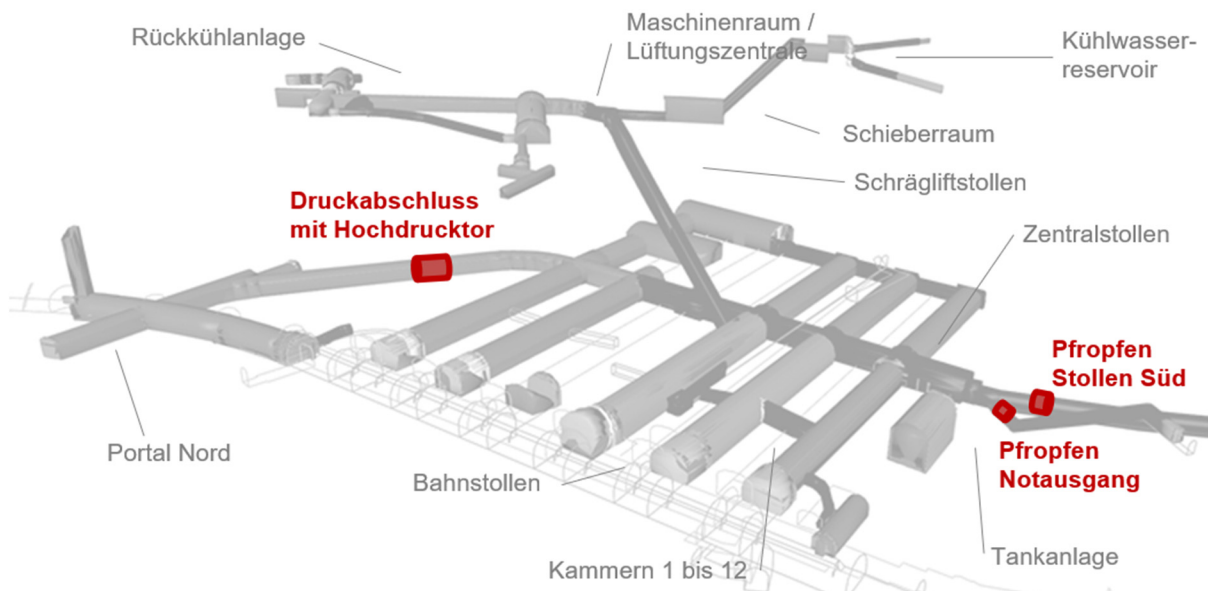 Rückkühlanlage
Maschinenraum /
Lüftungszentrale
Kühlwasser-
reservoir
Schieberraum
Schrägliftstollen
Druckabschluss
mit Hochdrucktor
Zentralstollen
Pfropfen
Stollen Süd
Portal Nord
Bahnstollen
Pfropfen
Notausgang
Kammern 1 bis 12
Tankanlage